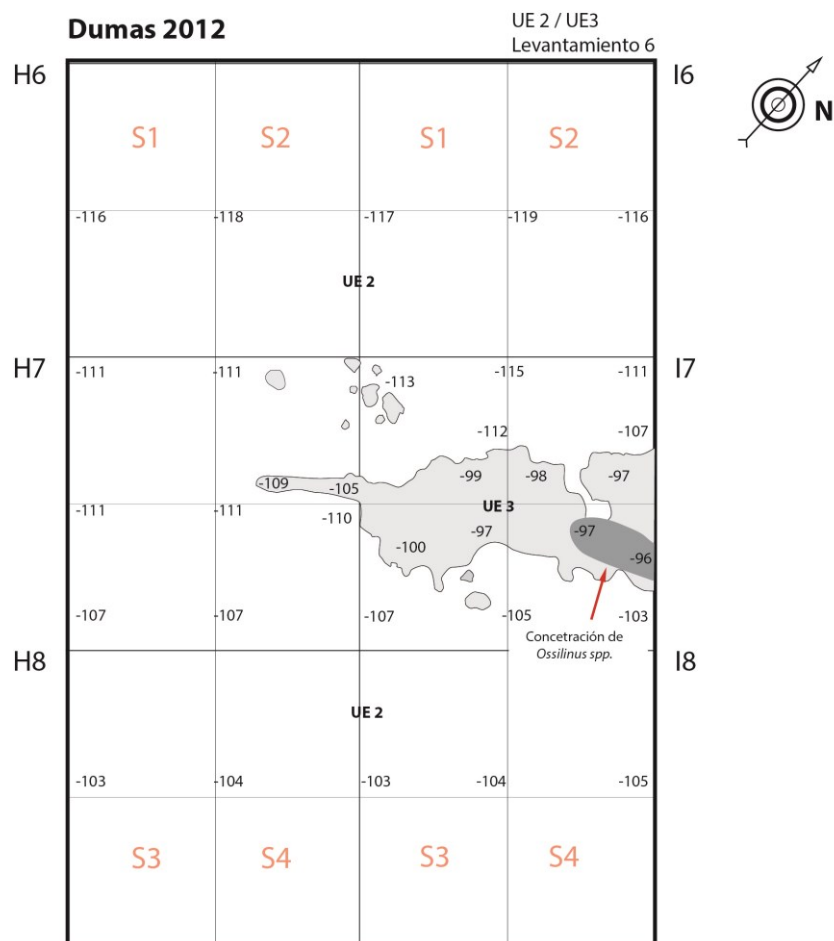 Dumas 2012
UE 2 / UE3
Levantamiento 6
H6
I6
N
S1
S2
S1
S2
-116
-118
-117
-119
-116
UE 2
H7
I7
-111
-111
-113
-115
-111
-112
-107
-109
-105
-99
-98
-97
-111
-111
-110
UE 3
-100
-97
-97
-96
-107
-107
-107
-105
-103
Concetración de
Ossilinus spp.
H8
I8
UE 2
-103
-104
-103
-104
-105
S3
S4
S3
S4